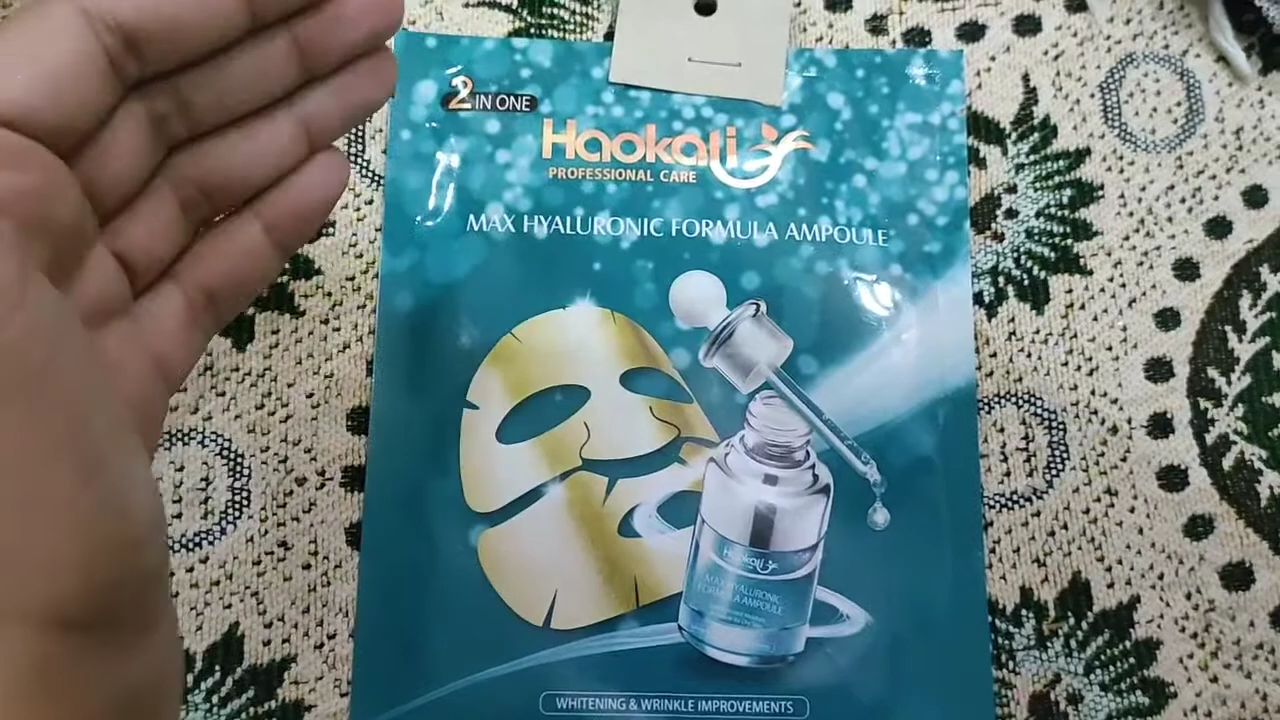 2 IN ONE
Haokali
PROFESSIONAL CARE
MAX HYALURONIC FORMULA AMPOULE
Haokali
MAX HYALURONIC
FORMULA AMPOULE
WHITENING & WRINKLE IMPROVEMENTS